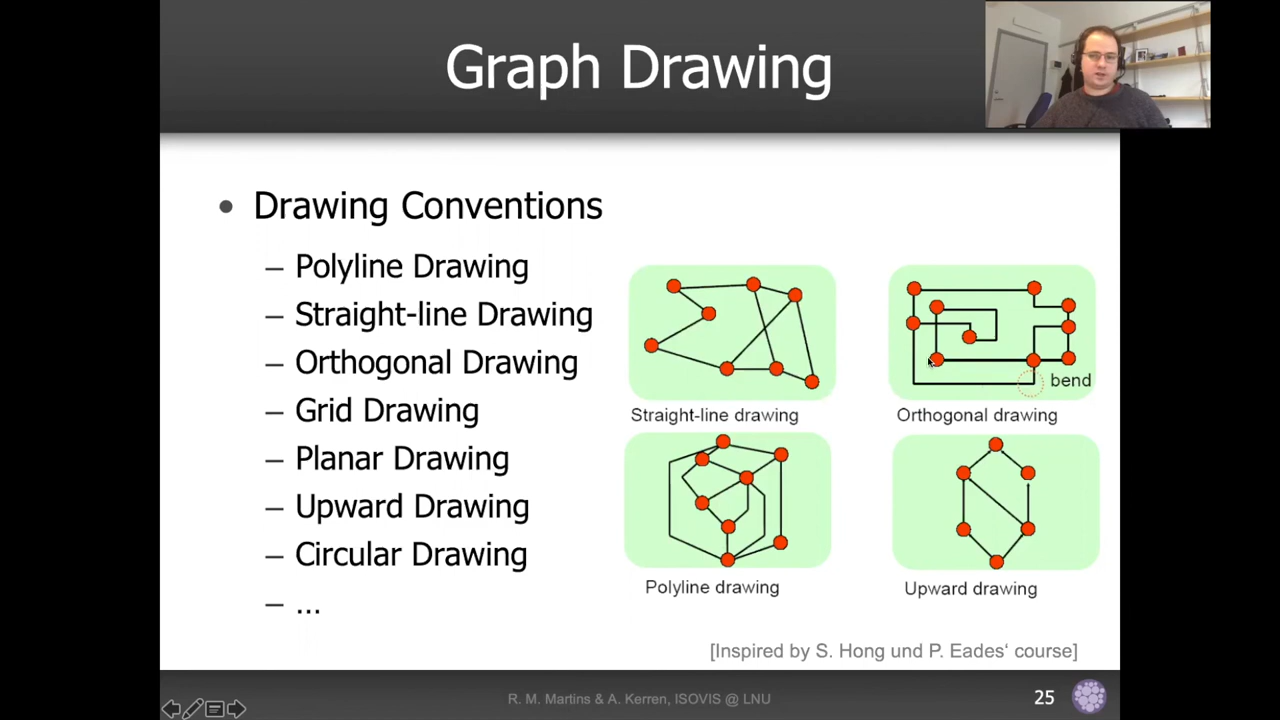 Graph Drawing
• Drawing Conventions
– Polyline Drawing
– Straight-line Drawing
– Orthogonal Drawing
– Grid Drawing
– Planar Drawing
– Upward Drawing
– Circular Drawing
– ...
bend
Straight-line drawing
Orthogonal drawing
Polyline drawing
Upward drawing
[Inspired by S. Hong und P. Eades‘ course]
R. M. Martins & A. Kerren, ISOVIS @ LNU
25